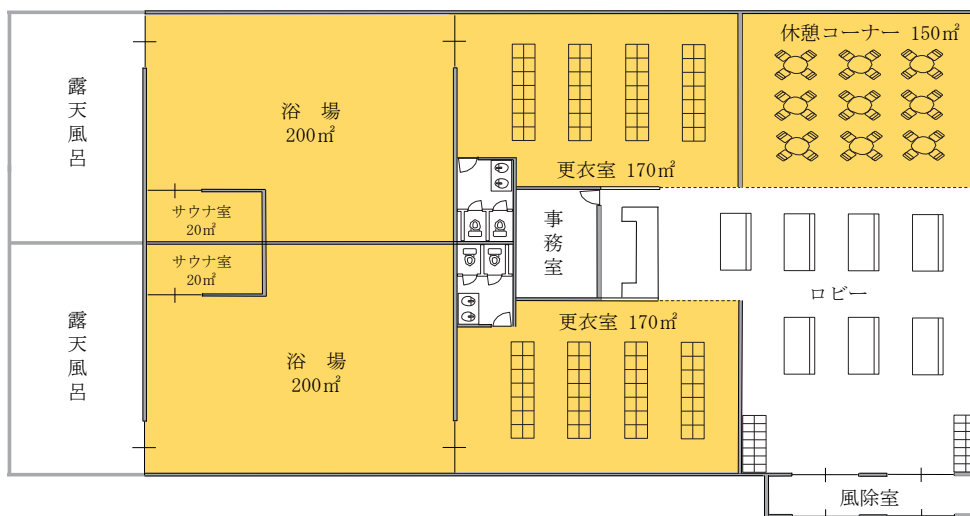 休憩コーナー 150㎡
露天風呂
浴 場
200㎡
更衣室 170㎡
サウナ室
20㎡
事務室
サウナ室
20㎡
ロビー
露天風呂
更衣室 170㎡
浴 場
200㎡
風除室